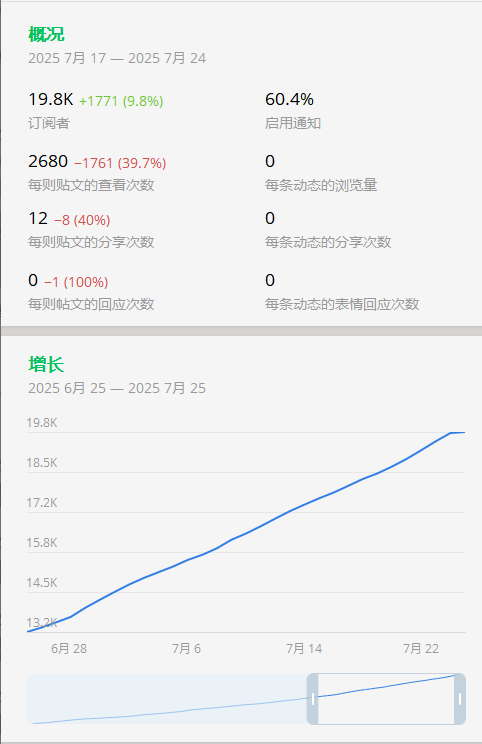 概况
2025 7月 17 — 2025 7月 24
19.8K +1771 (9.8%) 60.4%
订阅者 启用通知
2680 −1761 (39.7%) 0
每则贴文的查看次数 每条动态的浏览量
12 −8 (40%) 0
每则贴文的分享次数 每条动态的分享次数
0 −1 (100%) 0
每则帖文的回应次数 每条动态的表情回应次数
增长
2025 6月 25 — 2025 7月 25
19.8K
18.5K
17.2K
15.8K
14.5K
13.2K
6月 28 7月 6 7月 14 7月 22